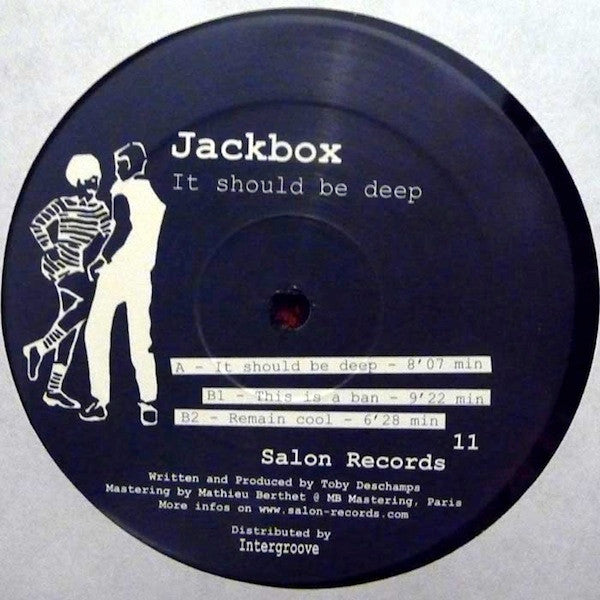 Jackbox
It should be deep
A - It should be deep - 8'07 min
B1 - This is a ban - 9'22 min
B2 - Remain cool - 6'28 min
11
Salon Records
Written and Produced by Toby Deschamps
Mastering by Mathieu Berthet @ MB Mastering, Paris
More infos on www.salon-records.com
Distributed by
Intergroove